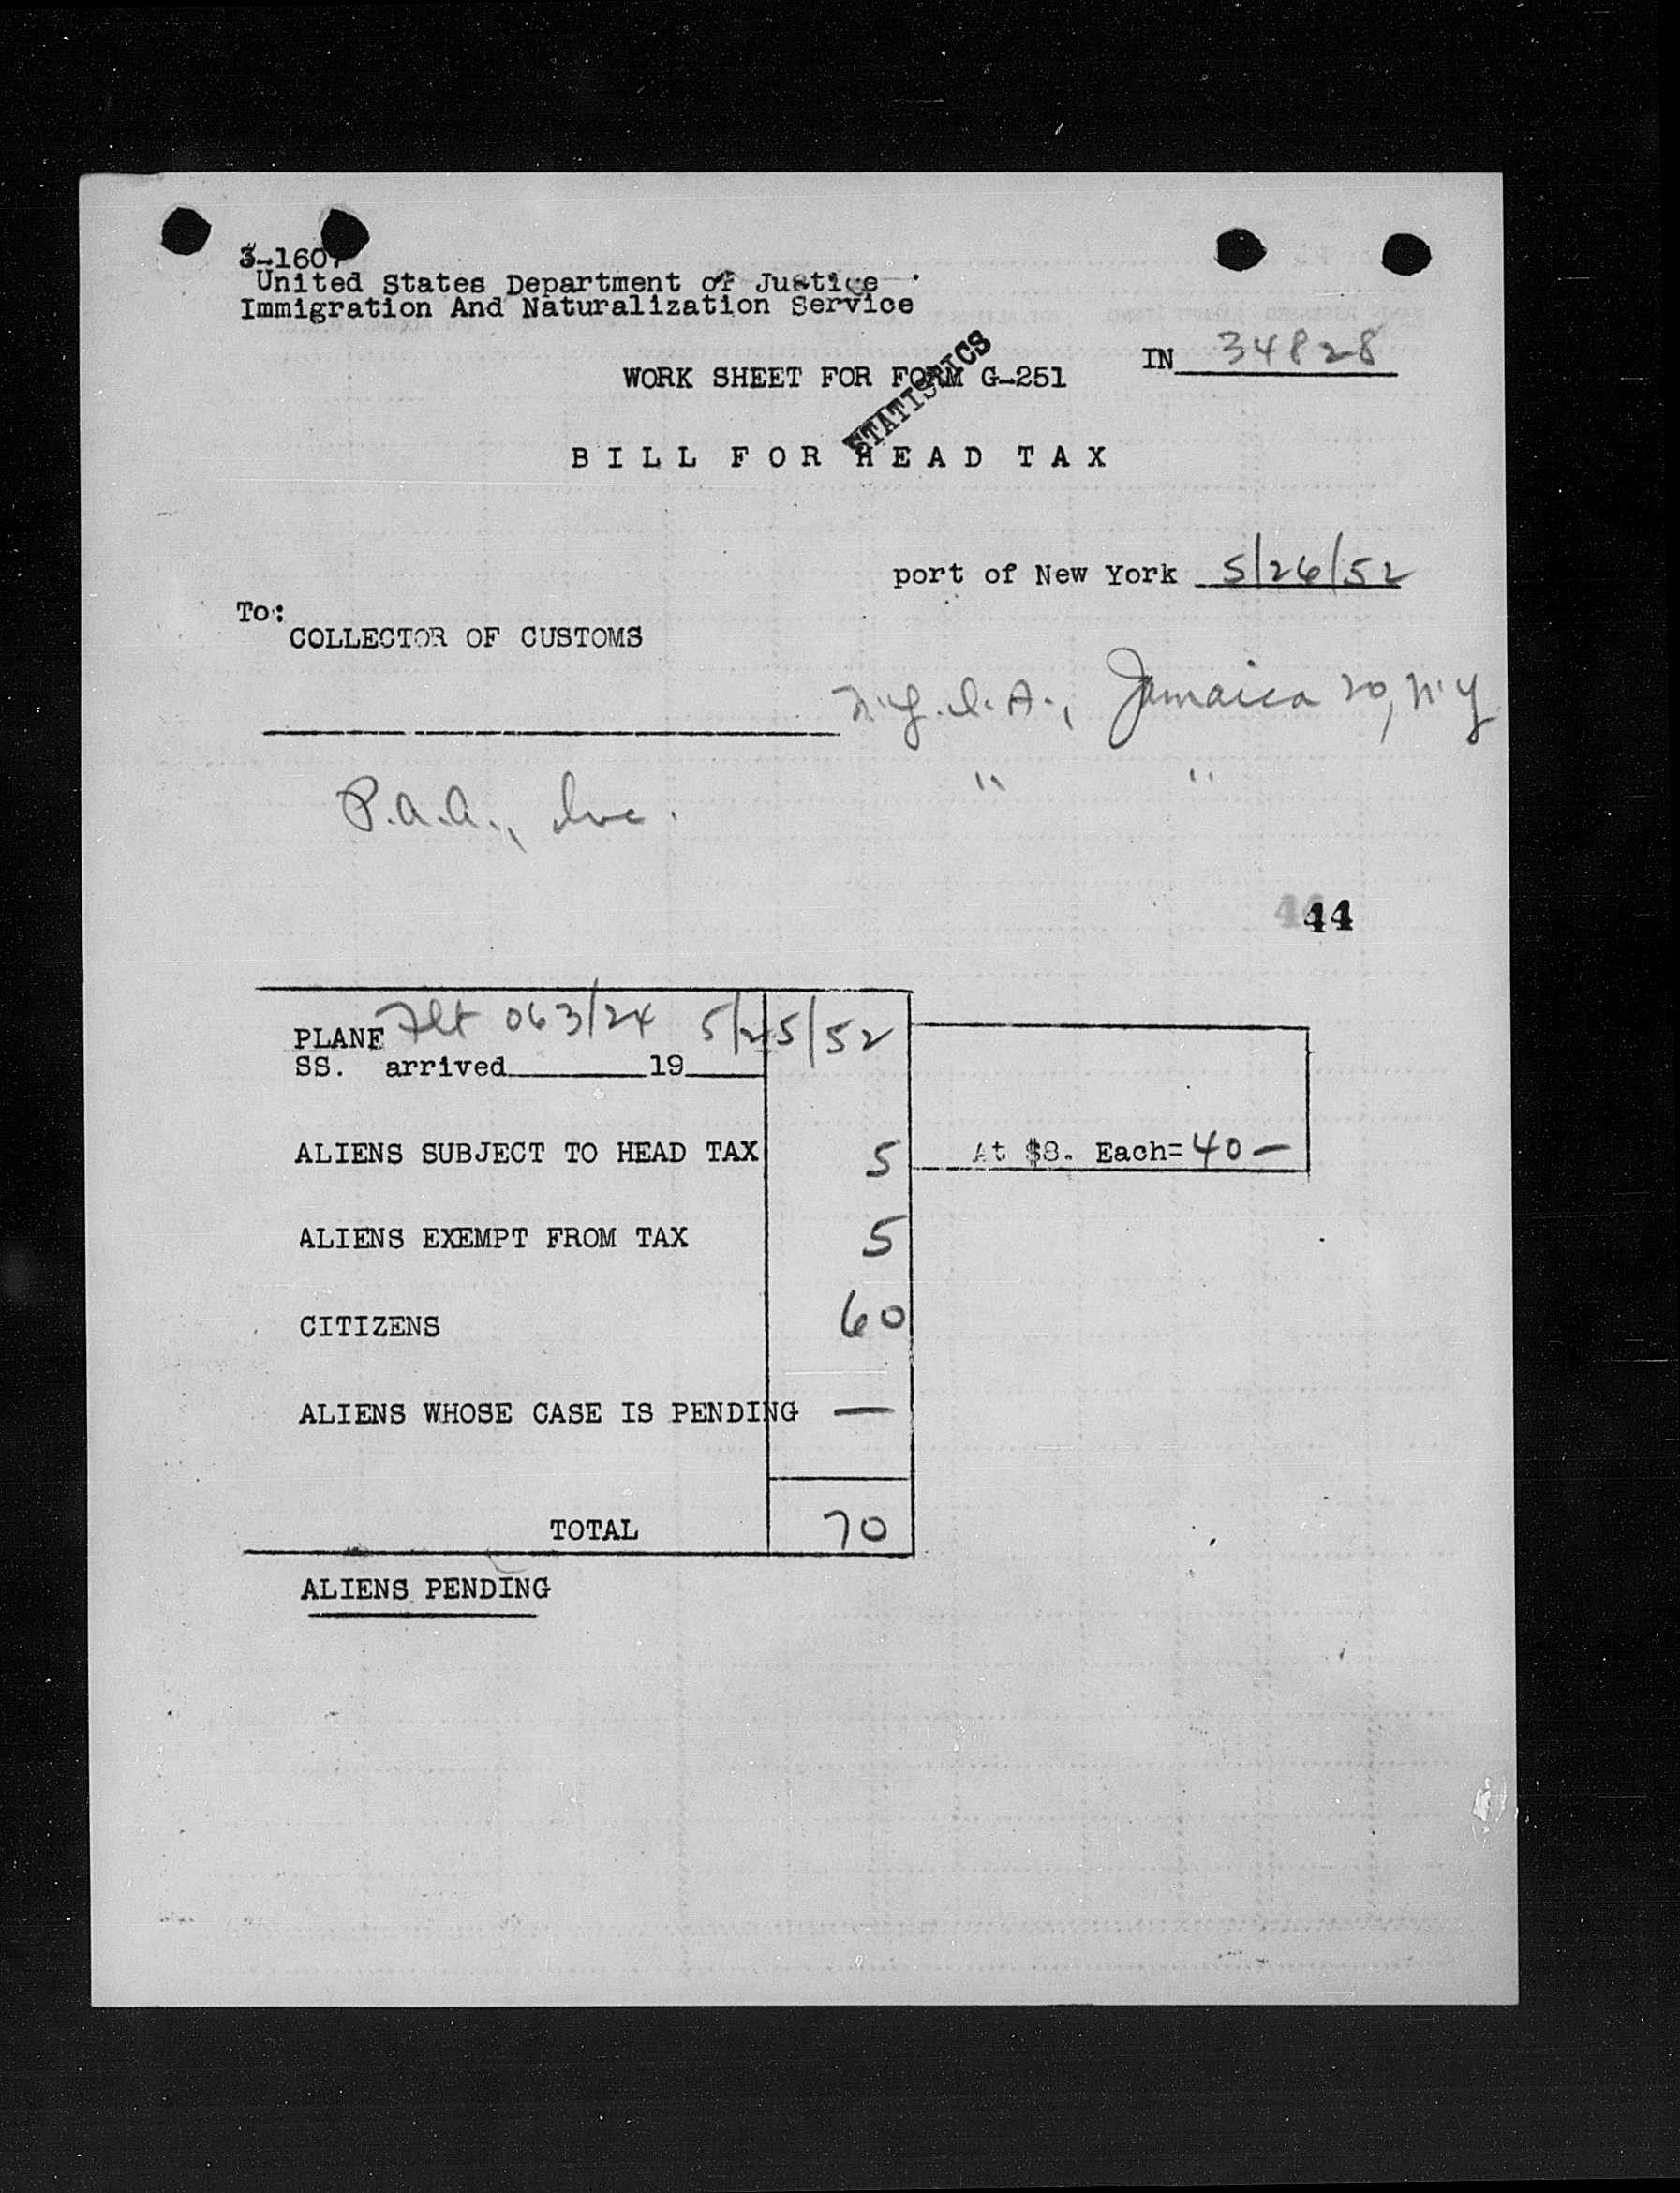 3-1607
United States Department of Justice
Immigration And Naturalization Service
IN 34828
WORK SHEET FOR FORM G-251
STATISTICS
BILL FOR HEAD TAX
port of New York 5/26/52
To:
COLLECTOR OF CUSTOMS
N.Y.I.A., Jamaica 20, N.Y
P.A.A., Inc. " "
44
PLANE Flt 063/24 5/25/52
SS. arrived 19
ALIENS SUBJECT TO HEAD TAX 5 At $8. Each= 40 —
ALIENS EXEMPT FROM TAX 5
CITIZENS 60
ALIENS WHOSE CASE IS PENDING —
TOTAL 70
ALIENS PENDING